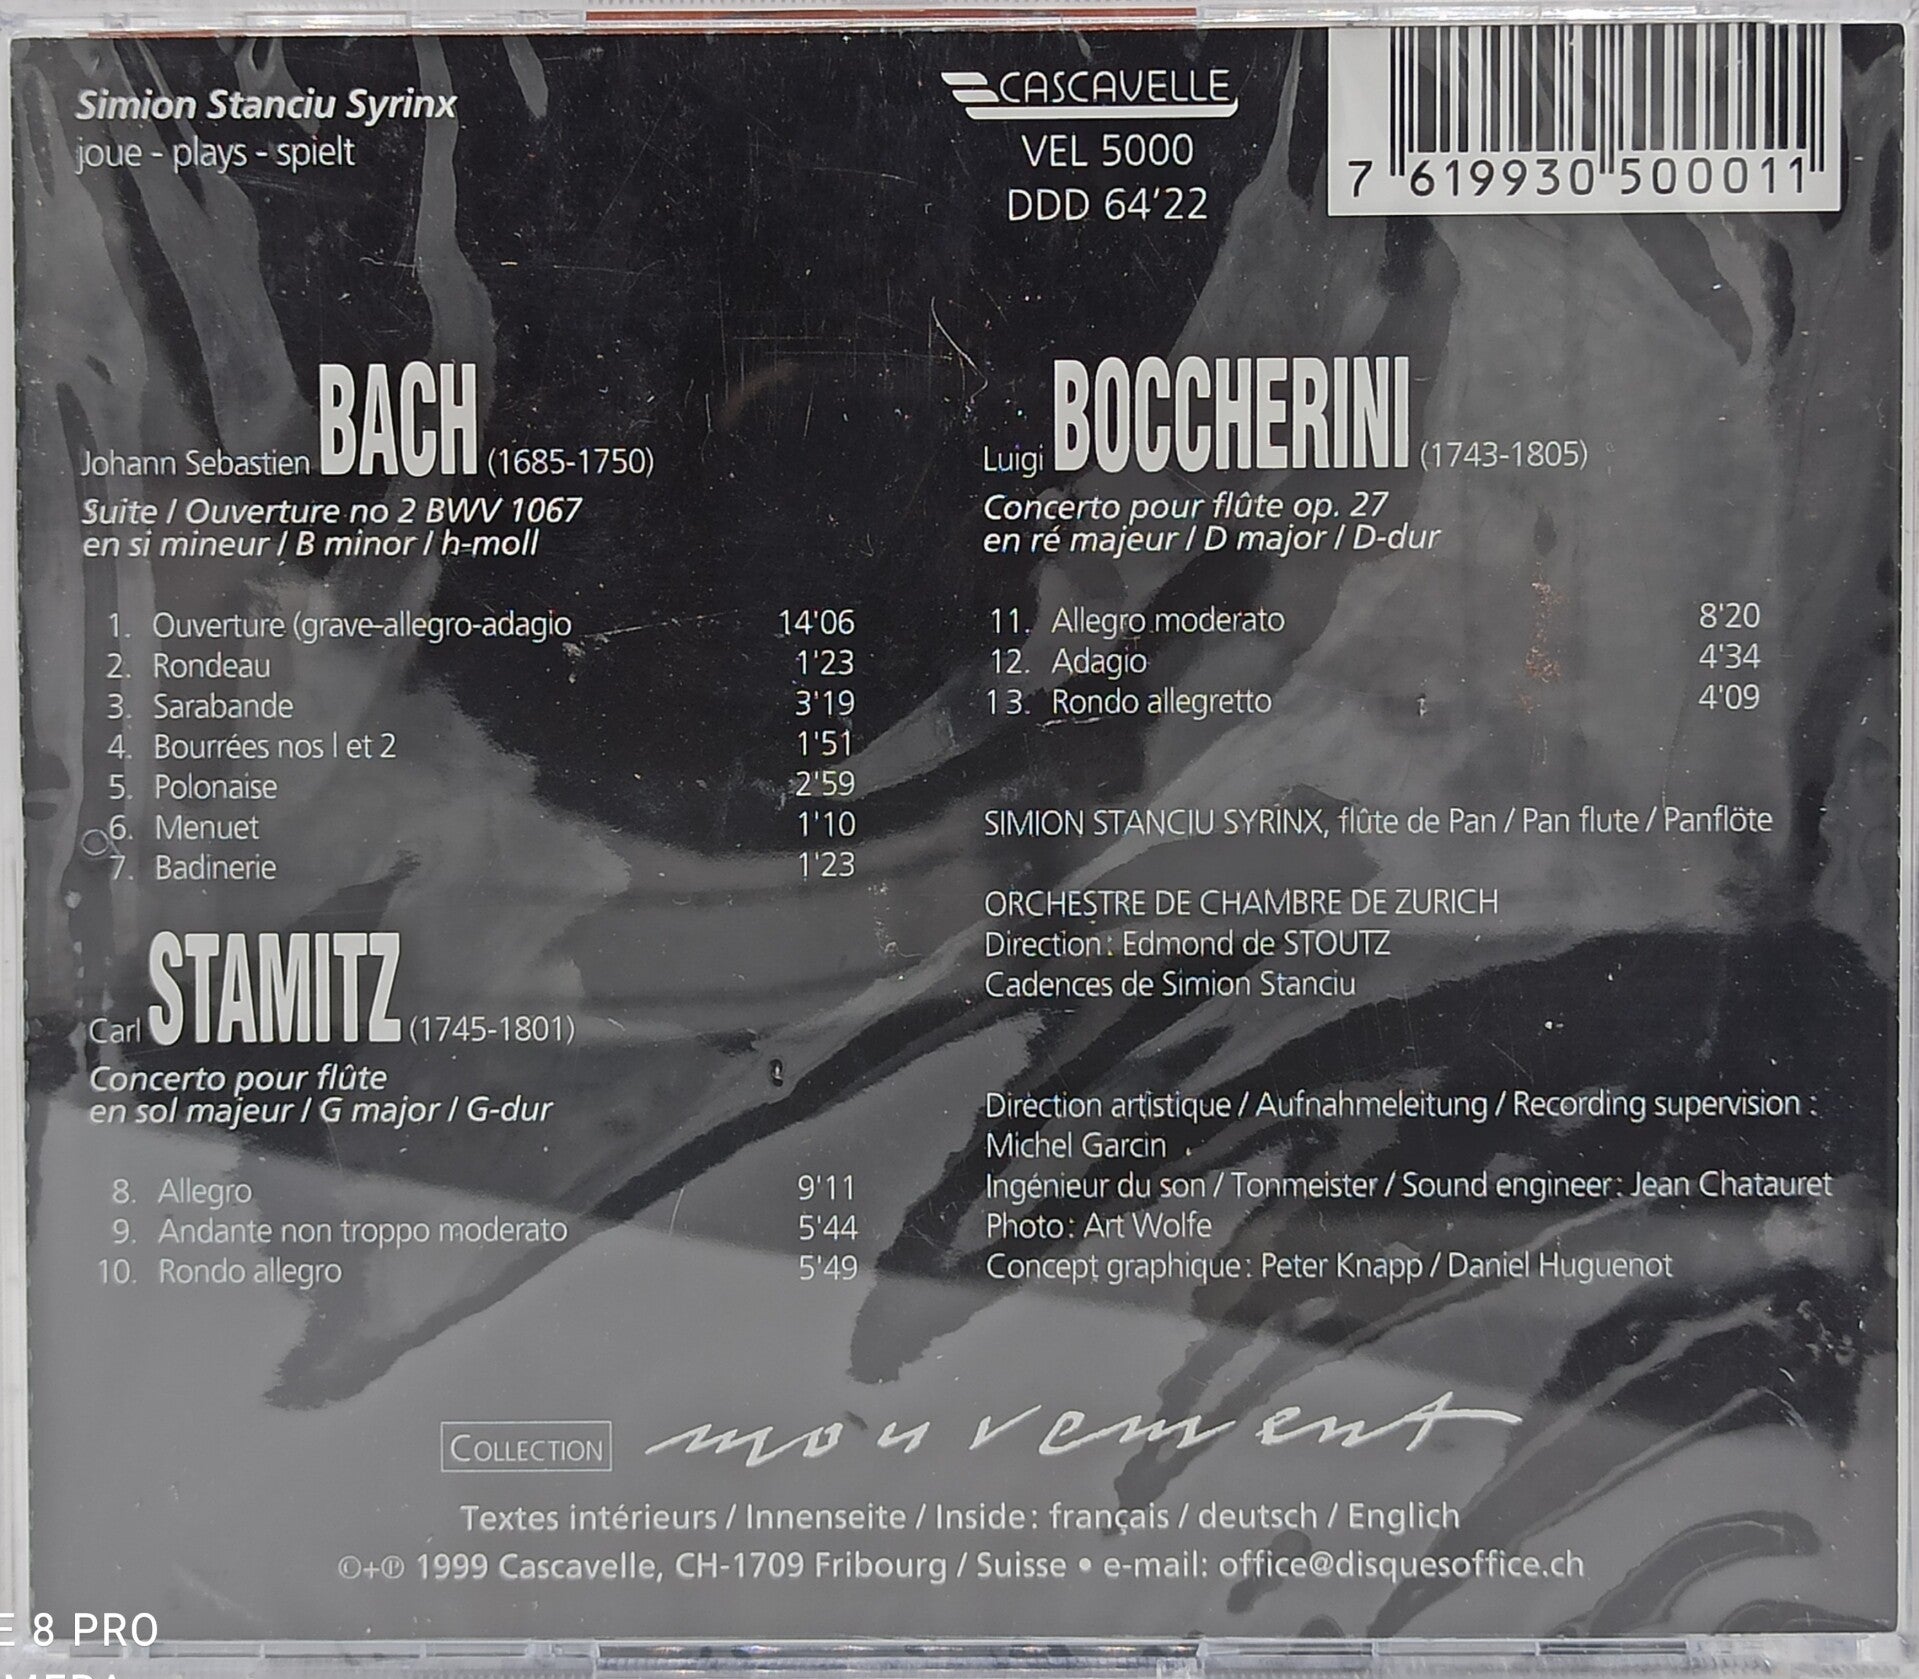 Simion Stanciu Syrinx
joue - plays - spielt
CASCAVELLE
VEL 5000
DDD 64'22
7 619930 500011
Johann Sebastien BACH (1685-1750)
Suite / Ouverture no 2 BWV 1067
en si mineur / B minor / h-moll
1. Ouverture (grave-allegro-adagio 14'06
2. Rondeau 1'23
3. Sarabande 3'19
4. Bourrées nos I et 2 1'51
5. Polonaise 2'59
6. Menuet 1'10
7. Badinerie 1'23
Carl STAMITZ (1745-1801)
Concerto pour flûte
en sol majeur / G major / G-dur
8. Allegro 9'11
9. Andante non troppo moderato 5'44
10. Rondo allegro 5'49
Luigi BOCCHERINI (1743-1805)
Concerto pour flûte op. 27
en ré majeur / D major / D-dur
11. Allegro moderato 8'20
12. Adagio 4'34
13. Rondo allegretto 4'09
SIMION STANCIU SYRINX, flûte de Pan / Pan flute / Panflöte
ORCHESTRE DE CHAMBRE DE ZURICH
Direction: Edmond de STOUTZ
Cadences de Simion Stanciu
Direction artistique / Aufnahmeleitung / Recording supervision :
Michel Garcin
Ingénieur du son / Tonmeister / Sound engineer: Jean Chatauret
Photo: Art Wolfe
Concept graphique: Peter Knapp / Daniel Huguenot
COLLECTION mouvement
Textes intérieurs / Innenseite / Inside: français / deutsch / Englich
©+℗ 1999 Cascavelle, CH-1709 Fribourg / Suisse • e-mail: office@disquesoffice.ch
E 8 PRO